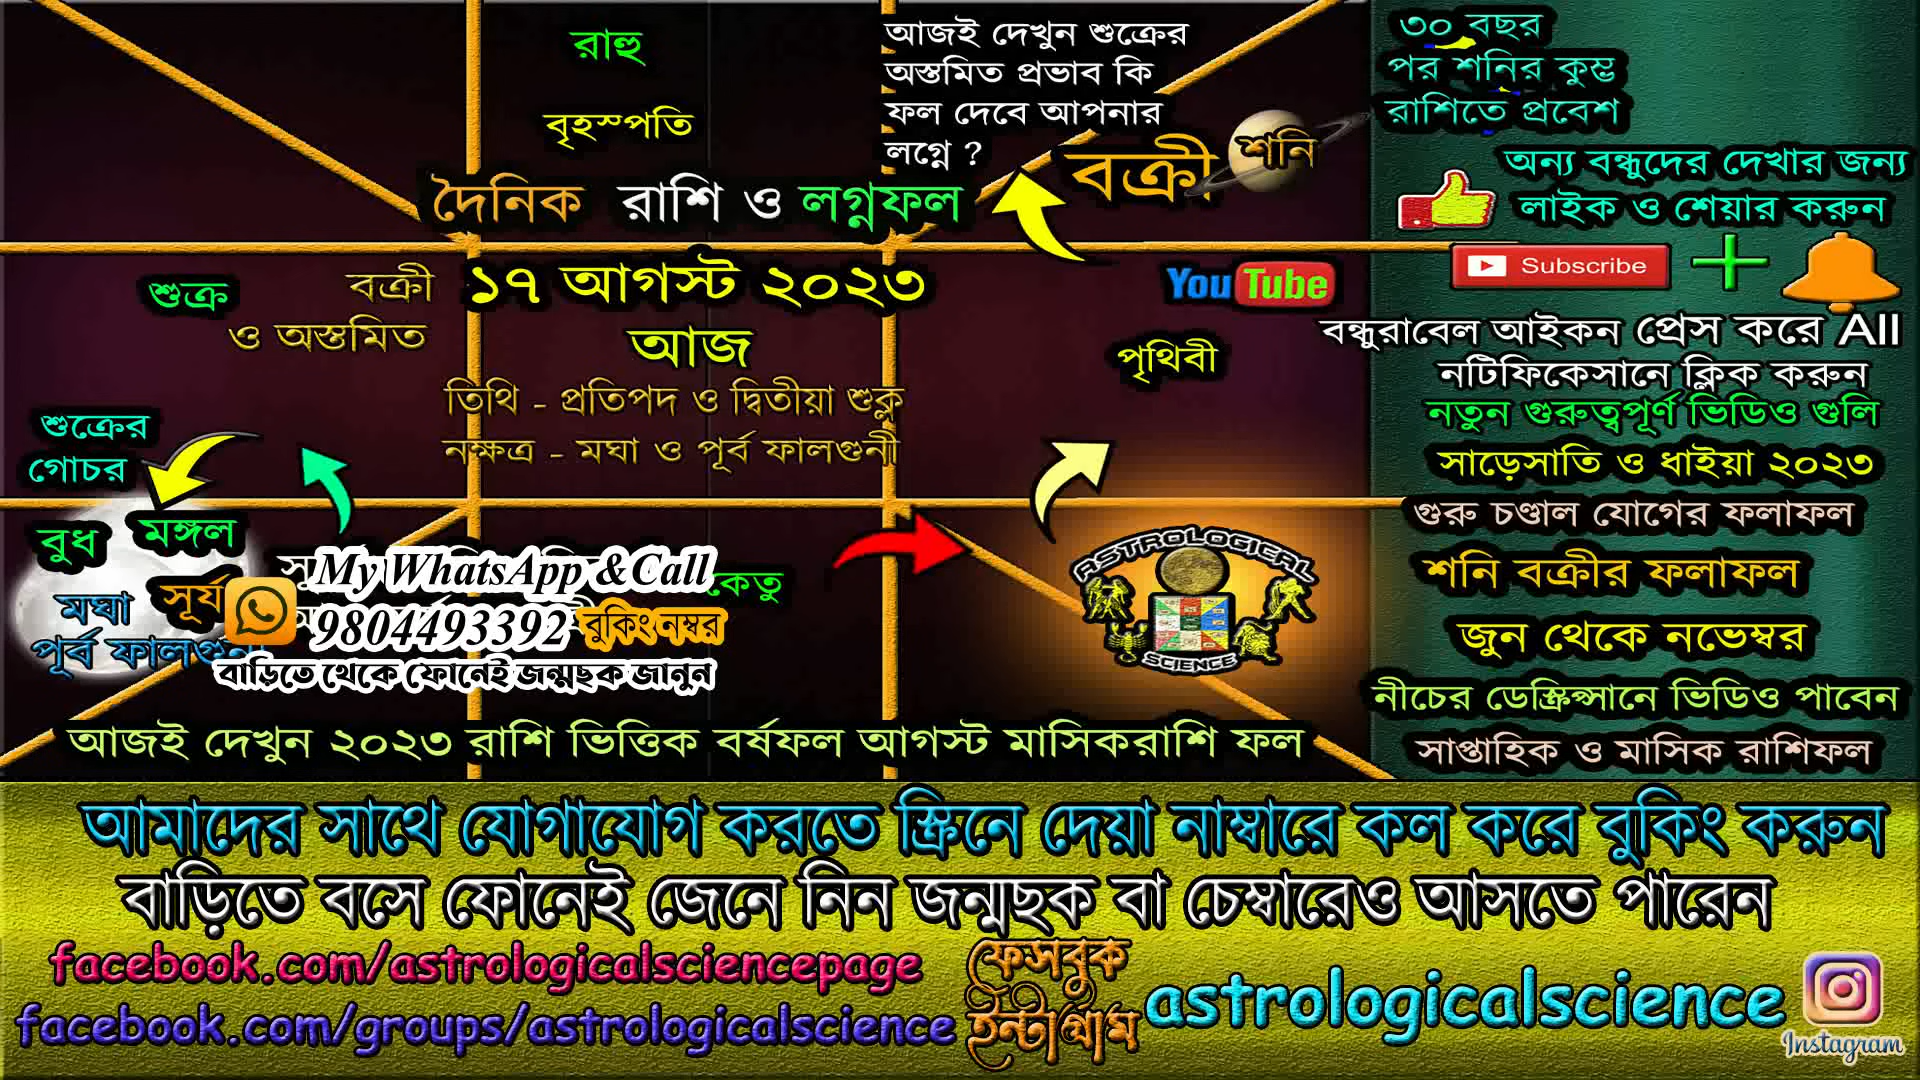 রাহু
বৃহস্পতি
আজই দেখুন শুক্রের
অস্তমিত প্রভাব কি
ফল দেবে আপনার
লগ্নে ?
বক্রী শনি
দৈনিক রাশি ও লগ্নফল
শুক্র বক্রী
ও অস্তমিত
১৭ আগস্ট ২০২৩
আজ
তিথি - প্রতিপদ ও দ্বিতীয়া শুক্ল
নক্ষত্র - মঘা ও পূর্ব ফালগুনী
YouTube
পৃথিবী
শুক্রের
গোচর
বুধ মঙ্গল
সূর্য
মঘা
পূর্ব ফালগুনী
কেতু
My WhatsApp & Call
9804493392 বুকিং নম্বর
বাড়িতে থেকে ফোনেই জন্মছক জানুন
ASTROLOGICAL
SCIENCE
আজই দেখুন ২০২৩ রাশি ভিত্তিক বর্ষফল আগস্ট মাসিকরাশি ফল
৩০ বছর
পর শনির কুম্ভ
রাশিতে প্রবেশ
অন্য বন্ধুদের দেখার জন্য
লাইক ও শেয়ার করুন
Subscribe +
বন্ধুরাবেল আইকন প্রেস করে All
নটিফিকেসানে ক্লিক করুন
নতুন গুরুত্বপূর্ণ ভিডিও গুলি
সাড়েসাতি ও ধাইয়া ২০২৩
গুরু চণ্ডাল যোগের ফলাফল
শনি বক্রীর ফলাফল
জুন থেকে নভেম্বর
নীচের ডেস্ক্রিপ্সানে ভিডিও পাবেন
সাপ্তাহিক ও মাসিক রাশিফল
আমাদের সাথে যোগাযোগ করতে স্ক্রিনে দেয়া নাম্বারে কল করে বুকিং করুন
বাড়িতে বসে ফোনেই জেনে নিন জন্মছক বা চেম্বারেও আসতে পারেন
facebook.com/astrologicalsciencepage
facebook.com/groups/astrologicalscience
ফেসবুক
ইন্টাগ্রাম
astrologicalscience
Instagram